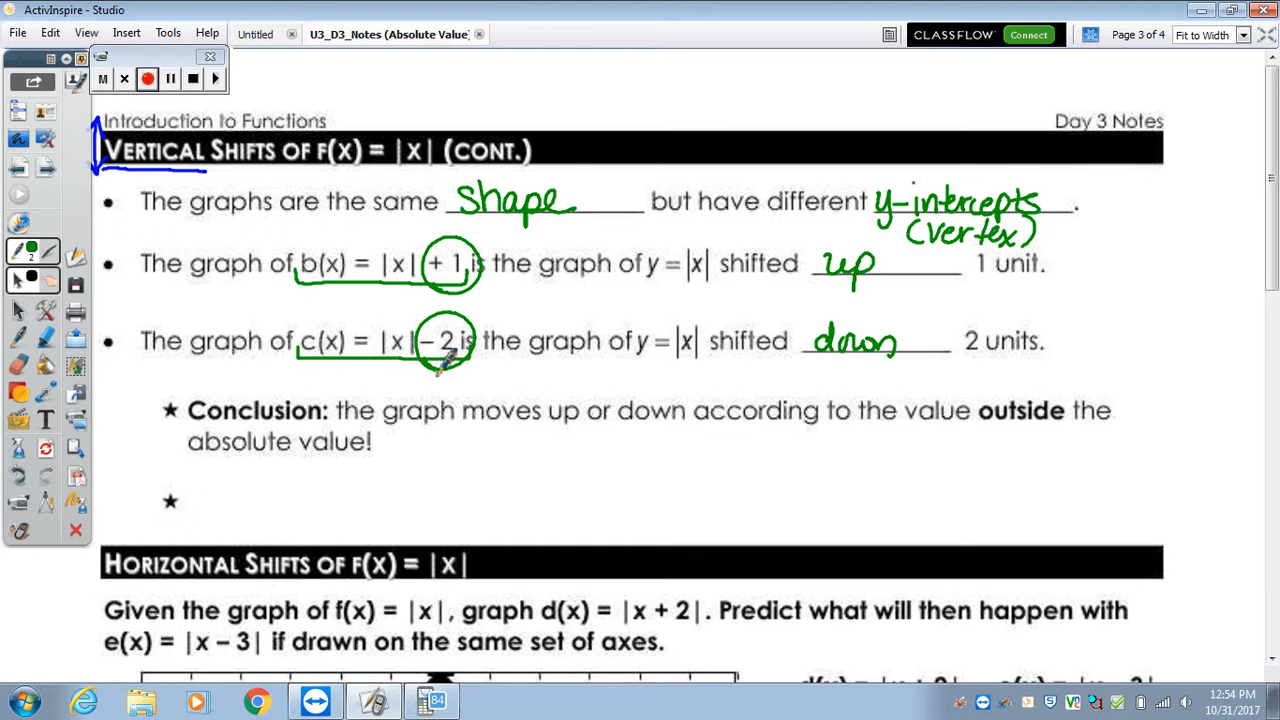 ActivInspire - Studio
File Edit View Insert Tools Help
Untitled
U3_D3_Notes (Absolute Value)
CLASSFLOW Connect
Page 3 of 4
Fit to Width
M
Introduction to Functions
Day 3 Notes
VERTICAL SHIFTS OF F(X) = |X| (CONT.)
• The graphs are the same shape but have different y-intercepts.
(vertex)
• The graph of b(x) = |x| + 1 is the graph of y = |x| shifted up 1 unit.
• The graph of c(x) = |x| – 2 is the graph of y = |x| shifted down 2 units.
★ Conclusion: the graph moves up or down according to the value outside the
absolute value!
★
HORIZONTAL SHIFTS OF F(X) = |X|
Given the graph of f(x) = |x|, graph d(x) = |x + 2|. Predict what will then happen with
e(x) = |x – 3| if drawn on the same set of axes.
2
T
84
12:54 PM
10/31/2017